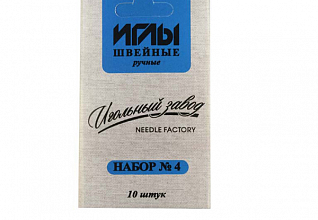 ИГЛЫ
ШВЕЙНЫЕ
ручные
Игольный завод
NEEDLE FACTORY
НАБОР № 4
10 штук